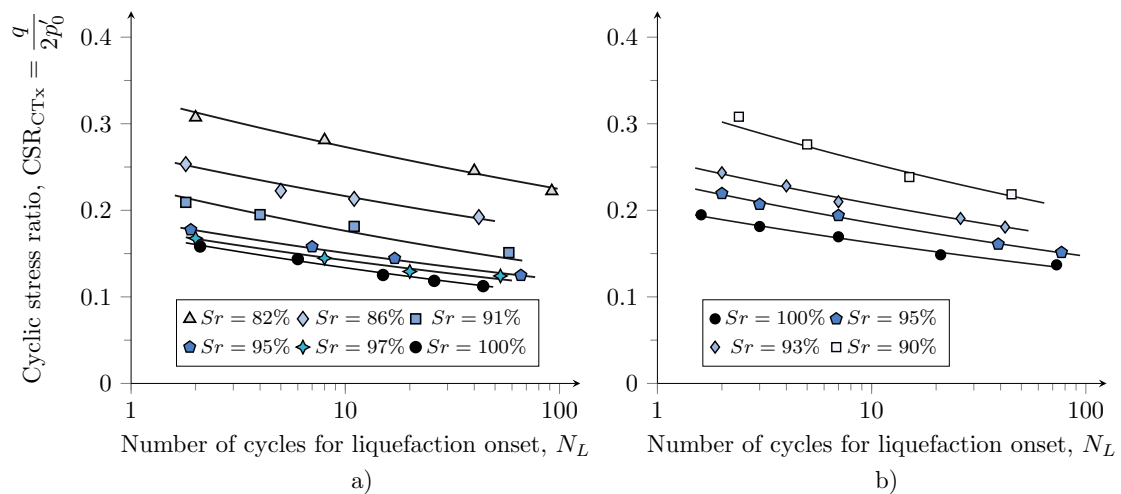 Cyclic stress ratio, CSR_CTx = q / 2p′_0
0.4
0.3
0.2
0.1
0
1
10
100
Sr = 82% Sr = 86% Sr = 91%
Sr = 95% Sr = 97% Sr = 100%
Number of cycles for liquefaction onset, N_L
a)
0.4
0.3
0.2
0.1
0
1
10
100
Sr = 100% Sr = 95%
Sr = 93% Sr = 90%
Number of cycles for liquefaction onset, N_L
b)